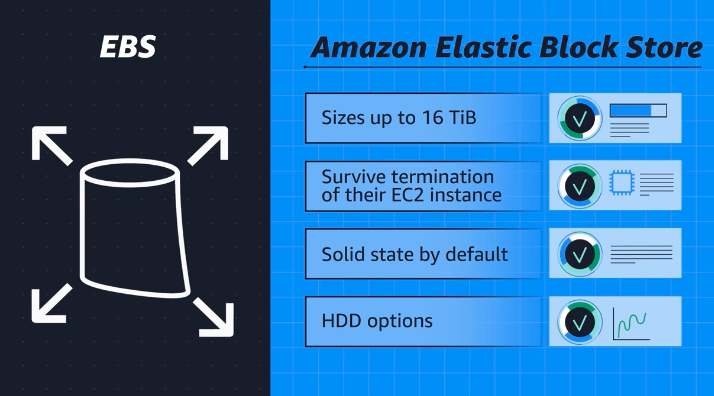 EBS
Amazon Elastic Block Store
Sizes up to 16 TiB
Survive termination
of their EC2 instance
Solid state by default
HDD options